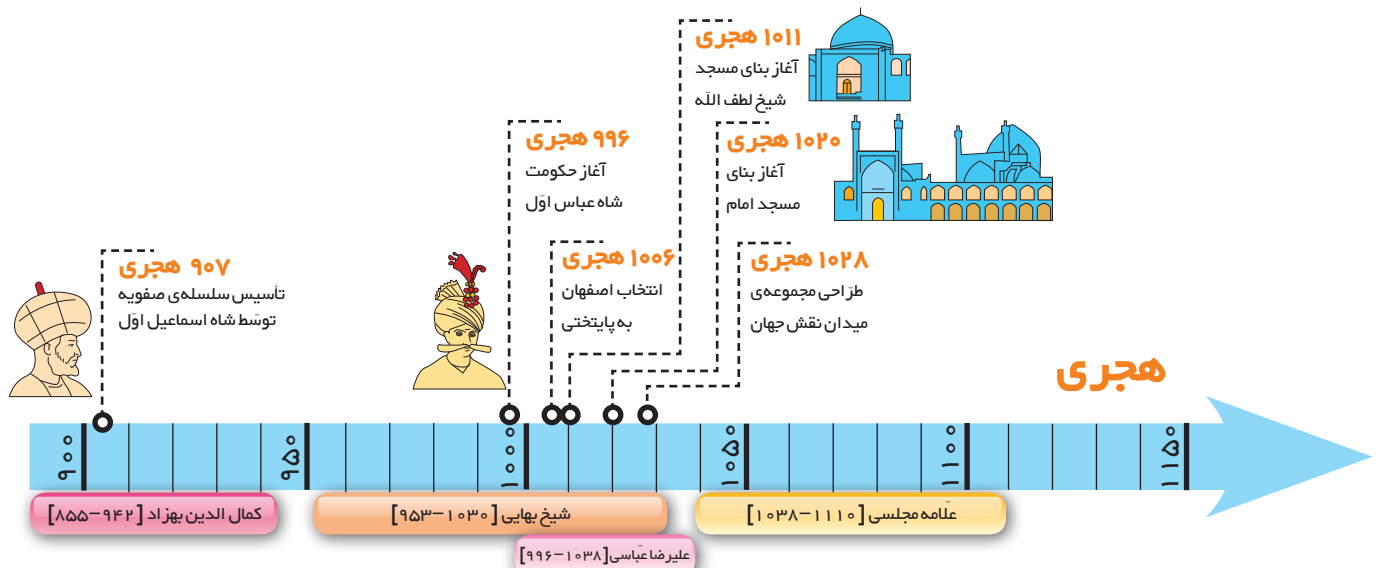 ۱۰۱۱ هجری
آغاز بنای مسجد
شیخ لطف اللّه
۹۹۶ هجری
آغاز حکومت
شاه عباس اوّل
۱۰۲۰ هجری
آغاز بنای
مسجد امام
۹۰۷ هجری
تأسیس سلسله‌ی صفویه
توسّط شاه اسماعیل اوّل
۱۰۰۶ هجری
انتخاب اصفهان
به پایتختی
۱۰۲۸ هجری
طرّاحی مجموعه‌ی
میدان نقش جهان
هجری
۹۰۰
۹۵۰
۱۰۰۰
۱۰۵۰
۱۱۰۰
۱۱۵۰
کمال الدین بهزاد [۹۴۲–۸۵۵]
شیخ بهایی [۱۰۳۰–۹۵۳]
علّامه مجلسی [۱۱۱۰–۱۰۳۸]
علیرضا عبّاسی [۱۰۳۸–۹۹۶]